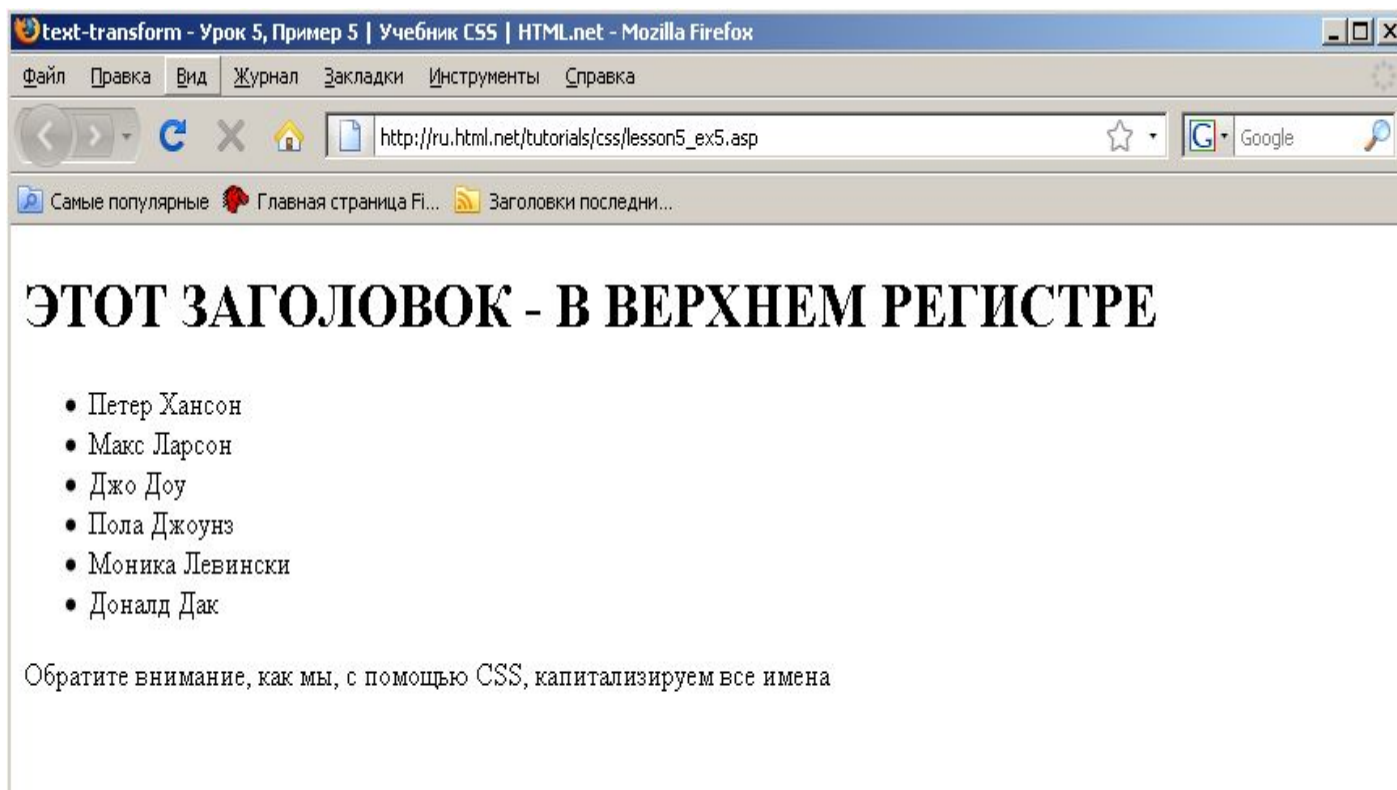 text-transform - Урок 5, Пример 5 | Учебник CSS | HTML.net - Mozilla Firefox
Файл Правка Вид Журнал Закладки Инструменты Справка
http://ru.html.net/tutorials/css/lesson5_ex5.asp G Google
Самые популярные Главная страница Fi... Заголовки последни...
ЭТОТ ЗАГОЛОВОК - В ВЕРХНЕМ РЕГИСТРЕ
• Петер Хансон
• Макс Ларсон
• Джо Доу
• Пола Джоунз
• Моника Левински
• Доналд Дак
Обратите внимание, как мы, с помощью CSS, капитализируем все имена